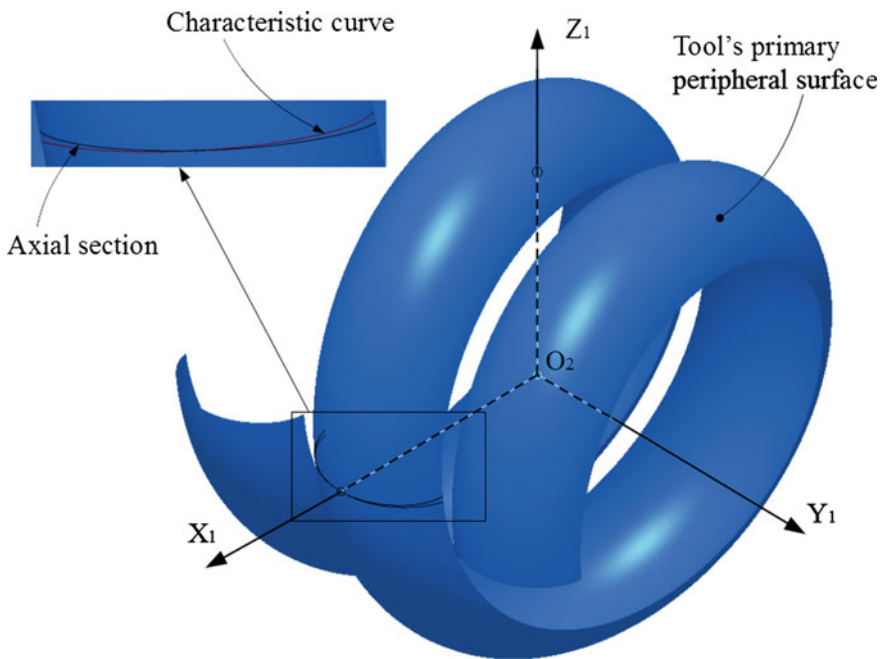 Characteristic curve
Z1
Tool's primary
peripheral surface
Axial section
O2
X1
Y1